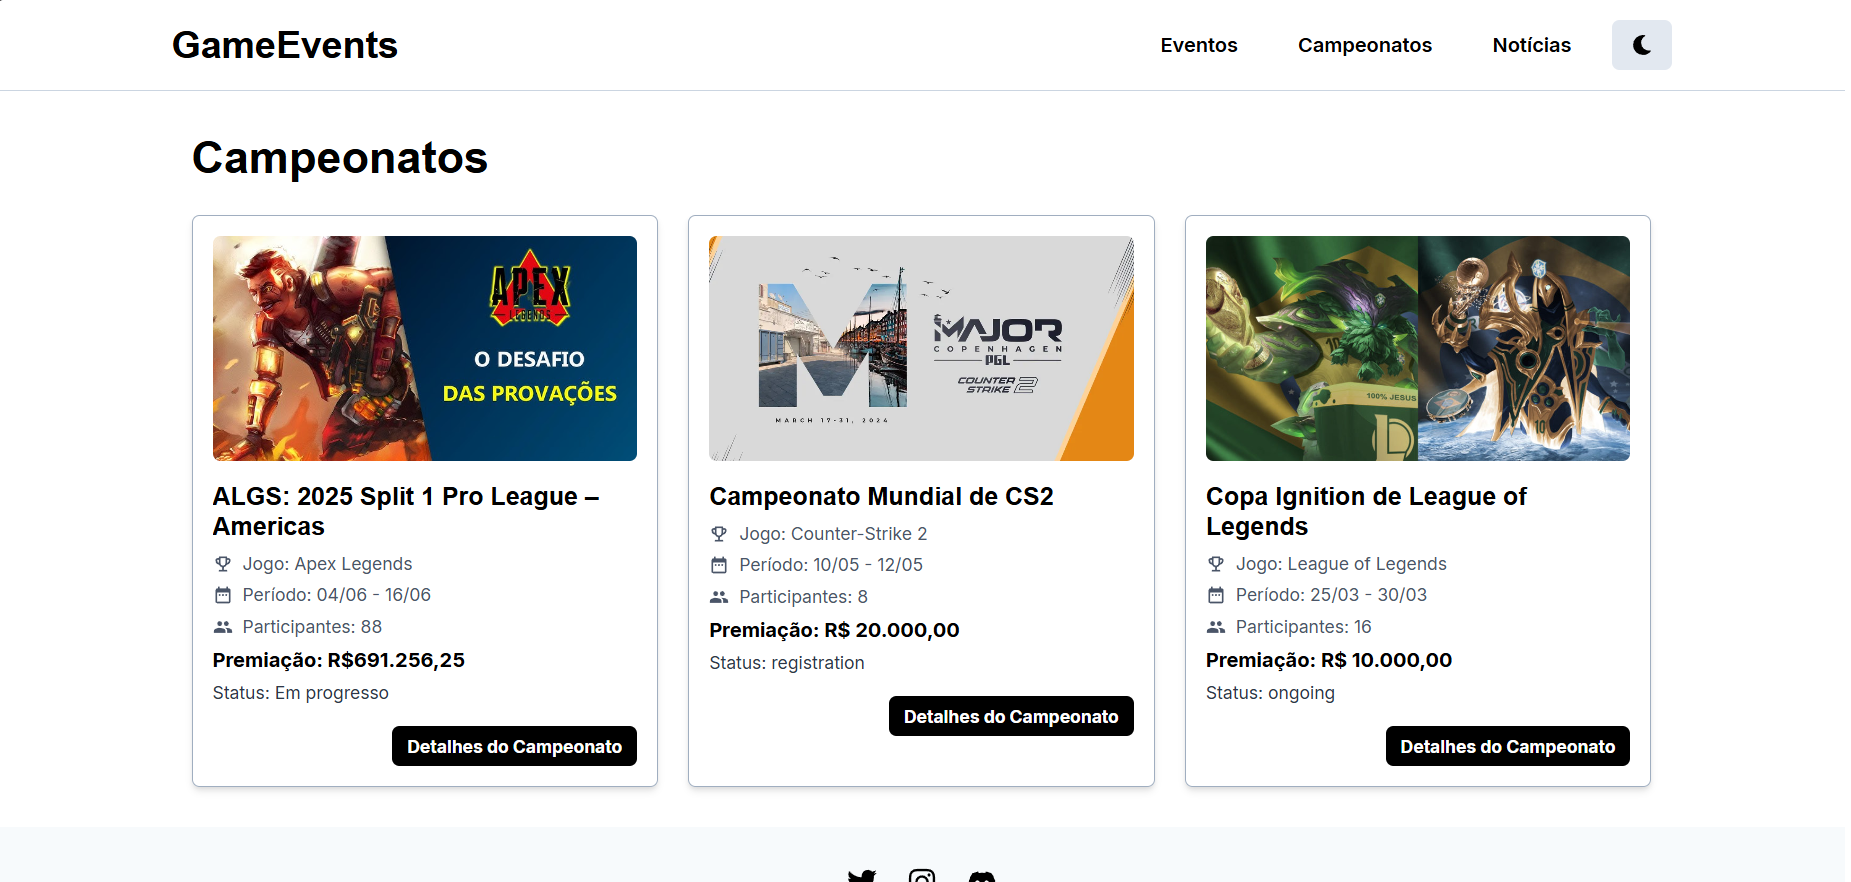 GameEvents
Eventos
Campeonatos
Notícias
Campeonatos
APEX
LEGENDS
O DESAFIO
DAS PROVAÇÕES
ALGS: 2025 Split 1 Pro League –
Americas
Jogo: Apex Legends
Período: 04/06 - 16/06
Participantes: 88
Premiação: R$691.256,25
Status: Em progresso
Detalhes do Campeonato
M
MAJOR
COPENHAGEN
PGL
COUNTER
STRIKE 2
MARCH 17-31, 2024
Campeonato Mundial de CS2
Jogo: Counter-Strike 2
Período: 10/05 - 12/05
Participantes: 8
Premiação: R$ 20.000,00
Status: registration
Detalhes do Campeonato
10
100% JESUS
10
Copa Ignition de League of
Legends
Jogo: League of Legends
Período: 25/03 - 30/03
Participantes: 16
Premiação: R$ 10.000,00
Status: ongoing
Detalhes do Campeonato